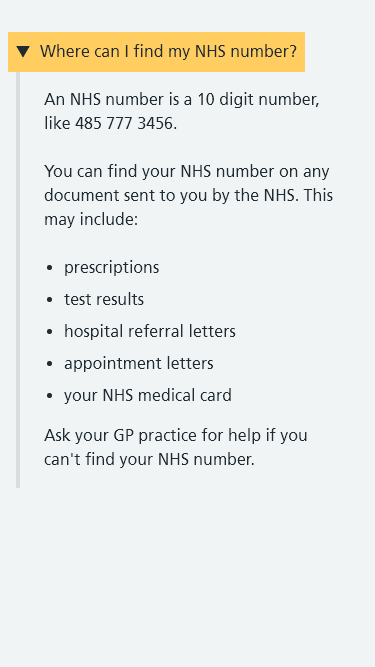 Where can I find my NHS number?
An NHS number is a 10 digit number,
like 485 777 3456.
You can find your NHS number on any
document sent to you by the NHS. This
may include:
• prescriptions
• test results
• hospital referral letters
• appointment letters
• your NHS medical card
Ask your GP practice for help if you
can't find your NHS number.